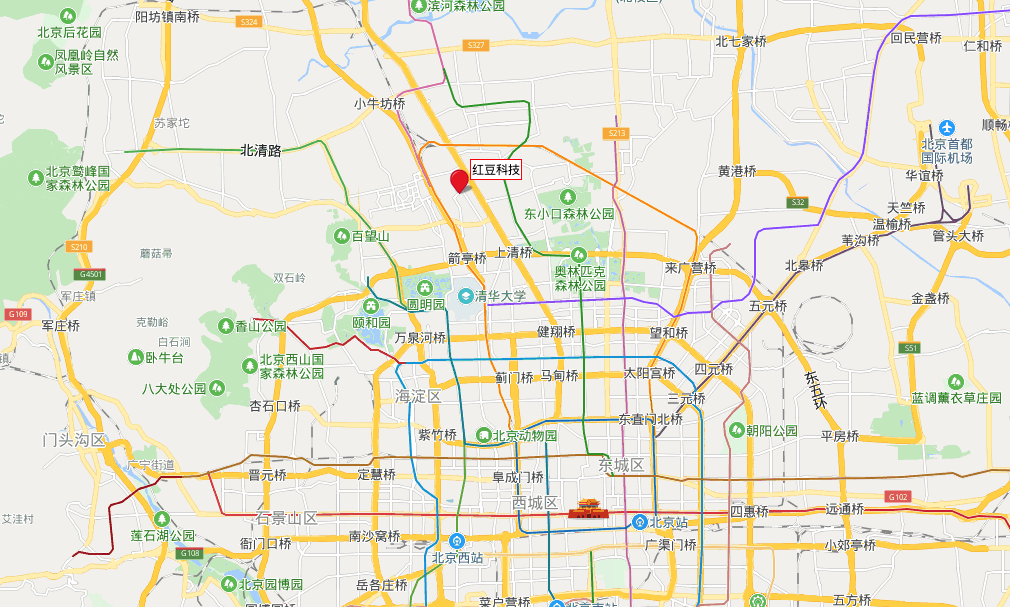 滨河森林公园
北京后花园
阳坊镇南桥
S324
S327
北七家桥
回民营桥
仁和桥
凤凰岭自然
风景区
小牛坊桥
苏家坨
S213
顺畅
北京首都
国际机场
北清路
红豆科技
黄港桥
华谊桥
北京鹫峰国
家森林公园
S32
天竺桥
东小口森林公园
温榆桥
苇沟桥
管头大桥
百望山
S210
蘑菇帚
箭亭桥
上清桥
奥林匹克
森林公园
来广营桥
北皋桥
G4501
双石岭
军庄镇
圆明园
清华大学
金盏桥
五元桥
G109
军庄桥
克勒峪
香山公园
颐和园
万泉河桥
健翔桥
望和桥
白石涧
S51
卧牛台
北京西山国
家森林公园
蓟门桥
马甸桥
太阳宫桥
四元桥
东五环
八大处公园
海淀区
三元桥
蓝调薰衣草庄园
杏石口桥
东直门北桥
门头沟区
紫竹桥
北京动物园
朝阳公园
平房桥
广宁街道
晋元桥
定慧桥
阜成门桥
东城区
西城区
G102
艾洼村
石景山区
北京站
四惠桥
远通桥
莲石湖公园
衙门口桥
南沙窝桥
G108
北京西站
广渠门桥
小郊亭桥
北京园博园
岳各庄桥
菜户营桥
五方桥